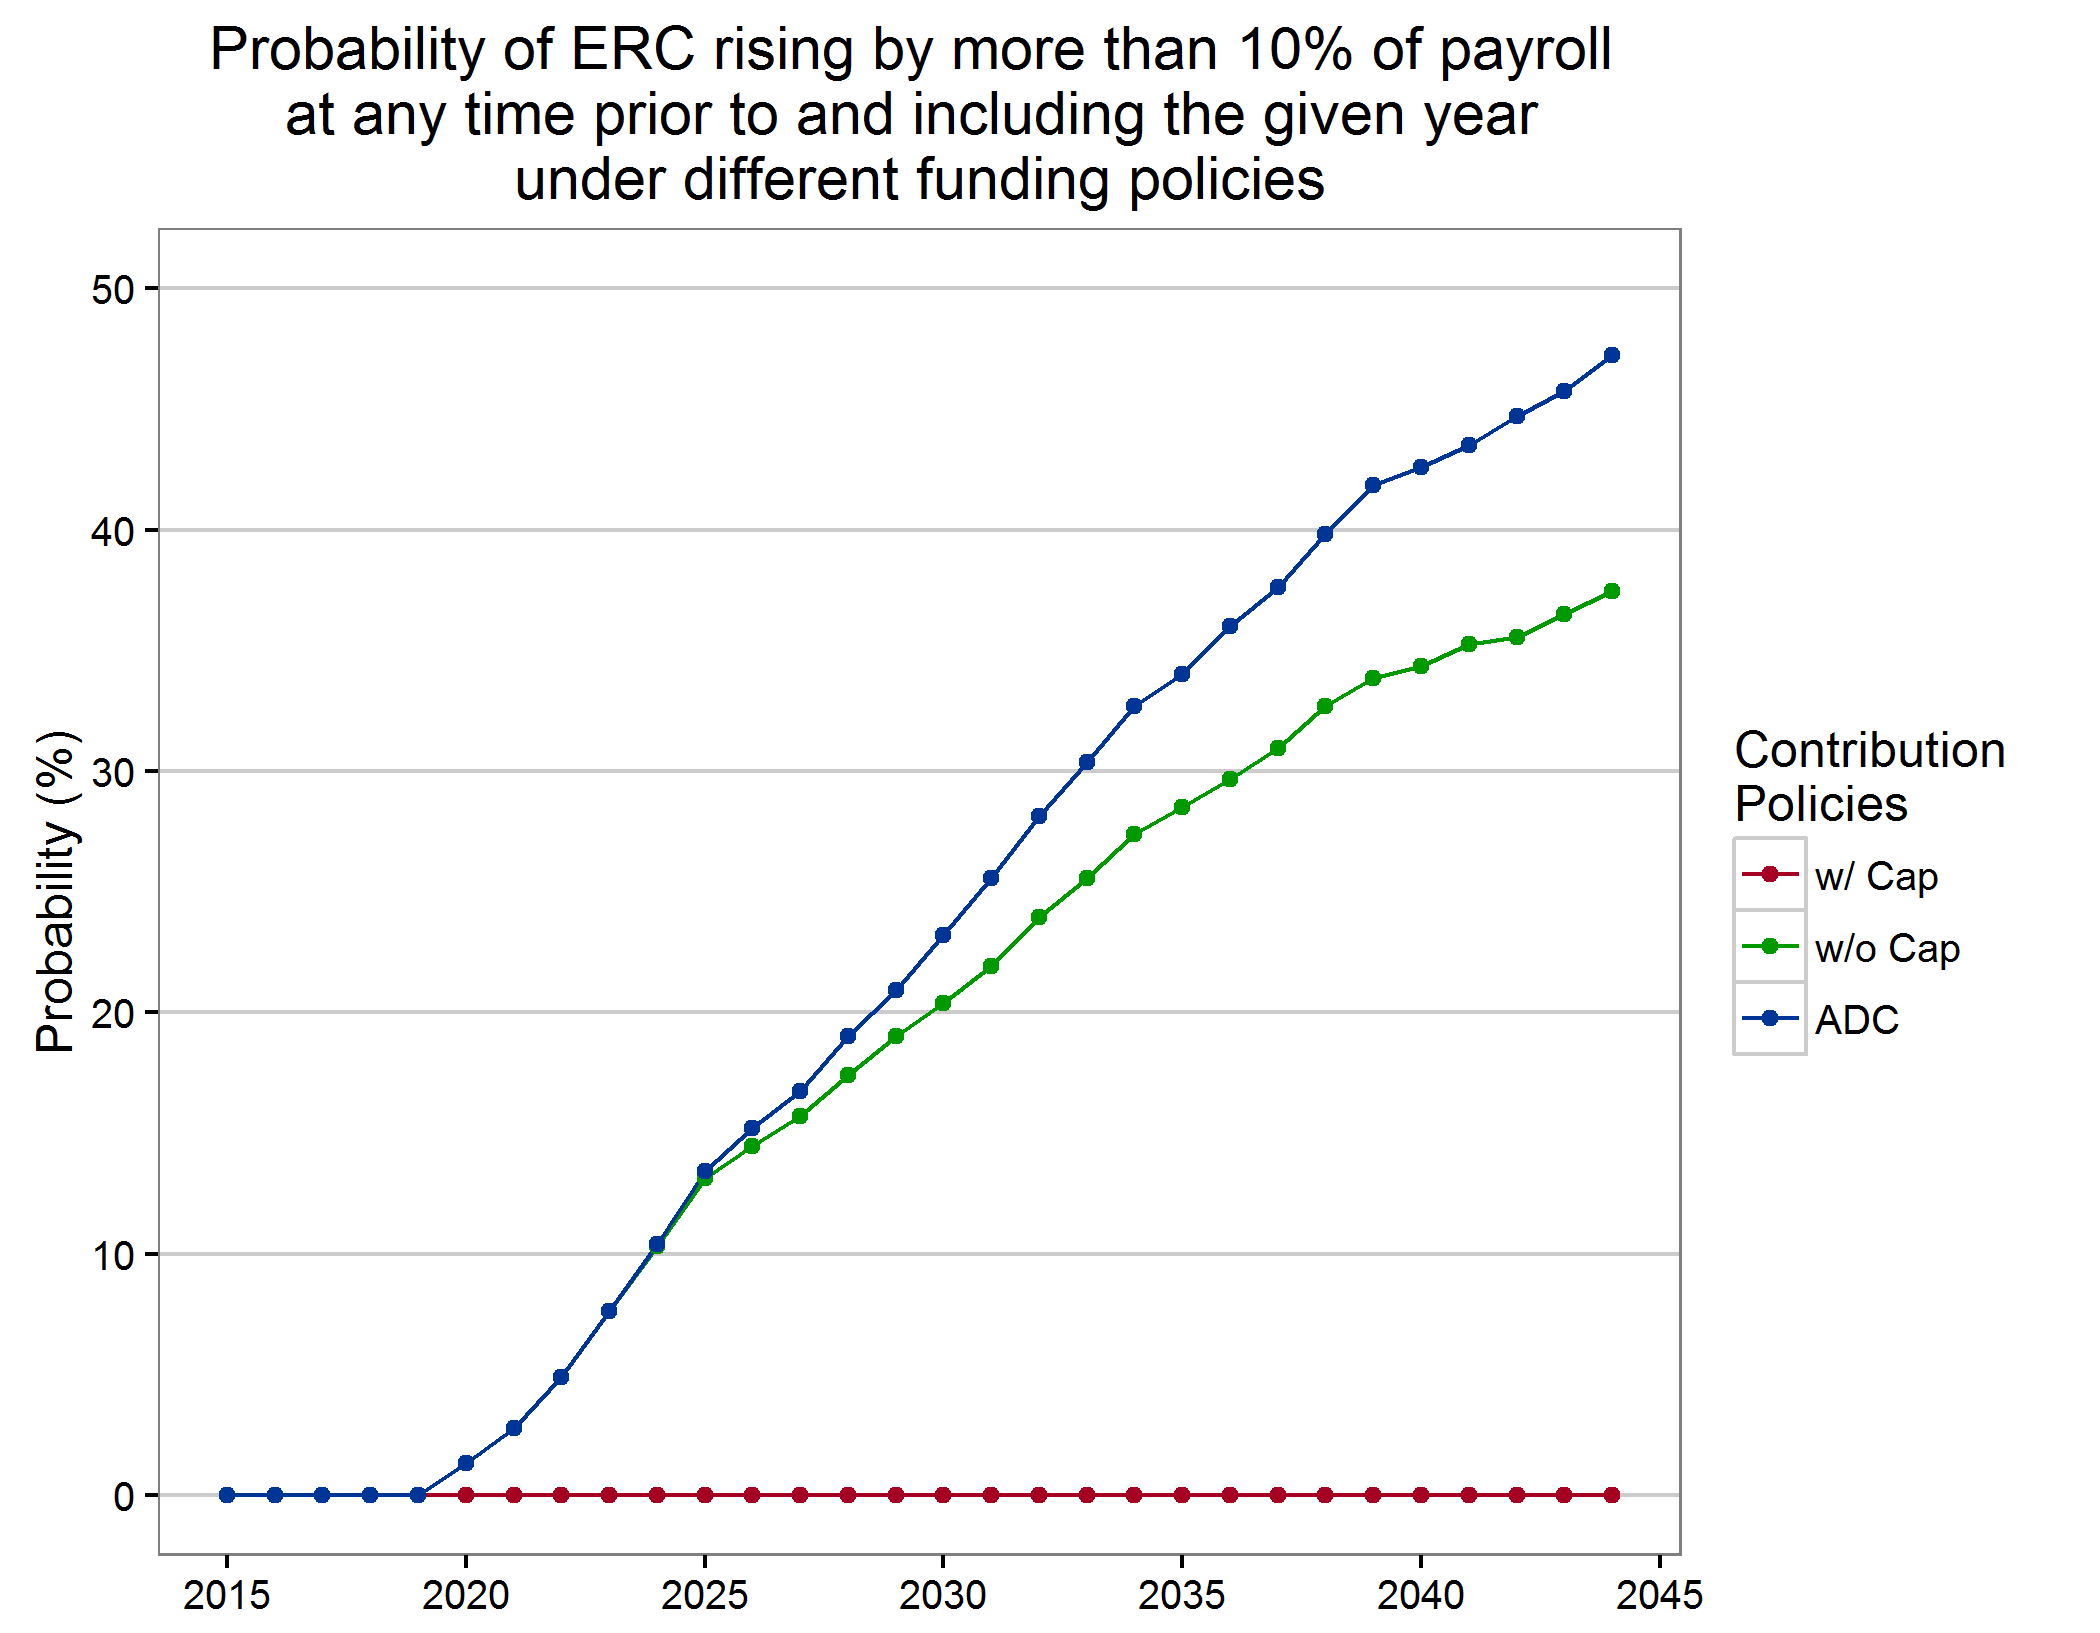 Probability of ERC rising by more than 10% of payroll
at any time prior to and including the given year
under different funding policies
50
40
30
20
10
0
Probability (%)
2015
2020
2025
2030
2035
2040
2045
Contribution
Policies
w/ Cap
w/o Cap
ADC